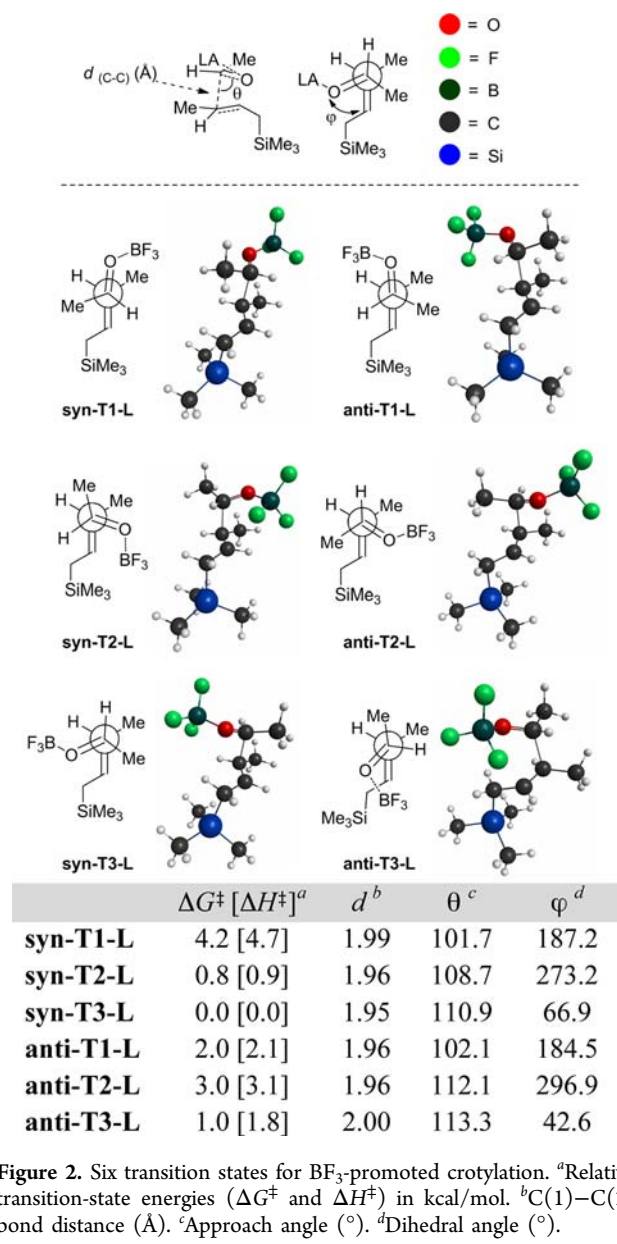 LA Me
H O
d (C-C) (Å) θ
Me
H
SiMe3
H
H Me
LA
O Me
φ
SiMe3
= O
= F
= B
= C
= Si
BF3
O
H Me
Me H
SiMe3
syn-T1-L
F3B
O
H H
Me Me
SiMe3
anti-T1-L
Me
H Me
H O
BF3
SiMe3
syn-T2-L
H
H Me
Me O BF3
SiMe3
anti-T2-L
H
H Me
F3B O Me
SiMe3
syn-T3-L
Me
H Me
H
O
BF3
Me3Si
anti-T3-L
ΔG‡ [ΔH‡]a d b θ c φ d
syn-T1-L 4.2 [4.7] 1.99 101.7 187.2
syn-T2-L 0.8 [0.9] 1.96 108.7 273.2
syn-T3-L 0.0 [0.0] 1.95 110.9 66.9
anti-T1-L 2.0 [2.1] 1.96 102.1 184.5
anti-T2-L 3.0 [3.1] 1.96 112.1 296.9
anti-T3-L 1.0 [1.8] 2.00 113.3 42.6
Figure 2. Six transition states for BF3-promoted crotylation. aRelativ
transition-state energies (ΔG‡ and ΔH‡) in kcal/mol. bC(1)−C(1
bond distance (Å). cApproach angle (°). dDihedral angle (°).